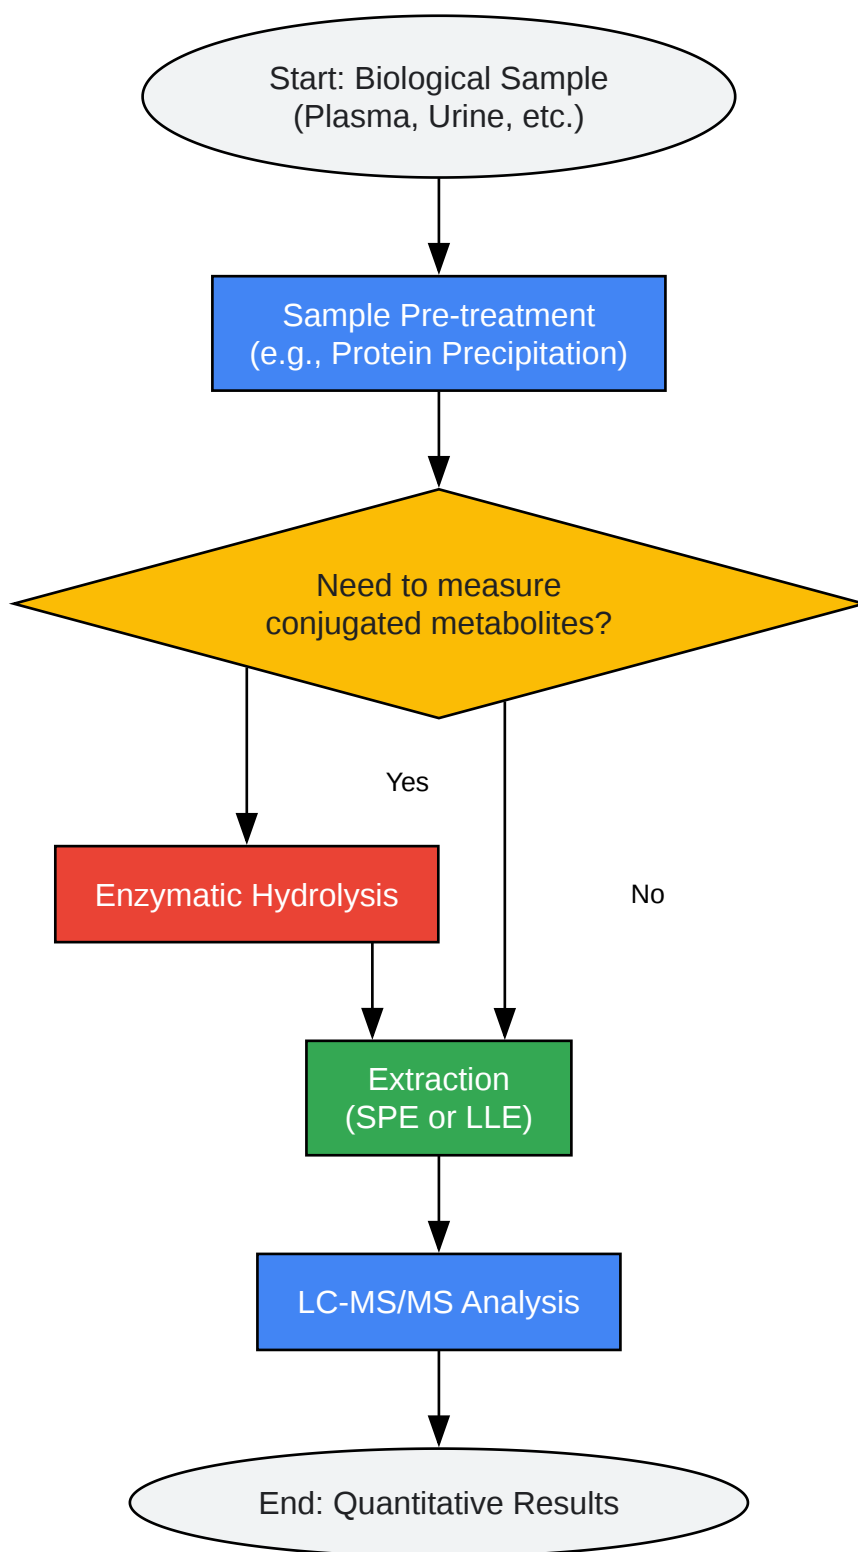 Start: Biological Sample
(Plasma, Urine, etc.)
Sample Pre-treatment
(e.g., Protein Precipitation)
Need to measure
conjugated metabolites?
Yes
Enzymatic Hydrolysis
No
Extraction
(SPE or LLE)
LC-MS/MS Analysis
End: Quantitative Results